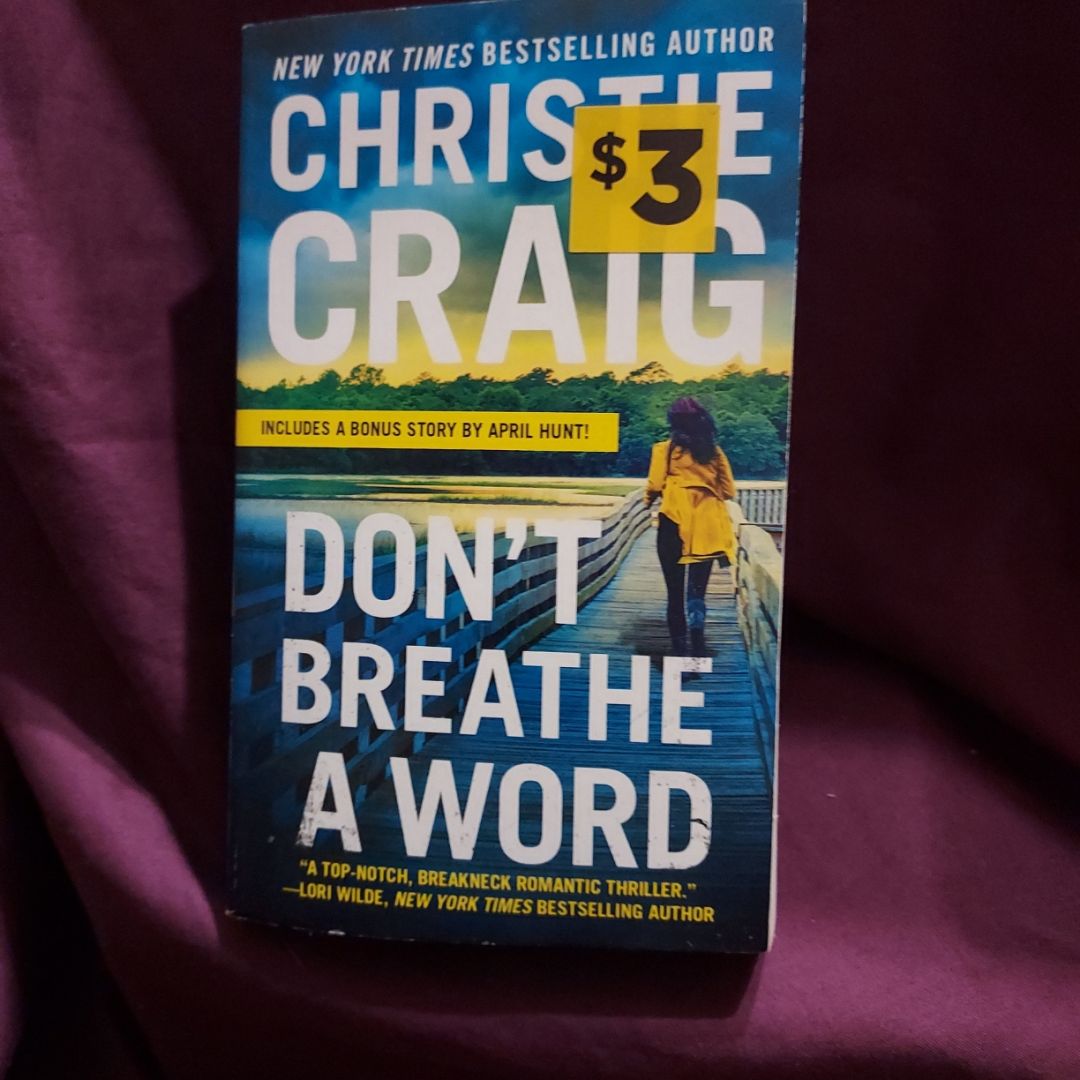 NEW YORK TIMES BESTSELLING AUTHOR
CHRISTIE
$3
CRAIG
INCLUDES A BONUS STORY BY APRIL HUNT!
DON'T
BREATHE
A WORD
"A TOP-NOTCH, BREAKNECK ROMANTIC THRILLER."
—LORI WILDE, NEW YORK TIMES BESTSELLING AUTHOR